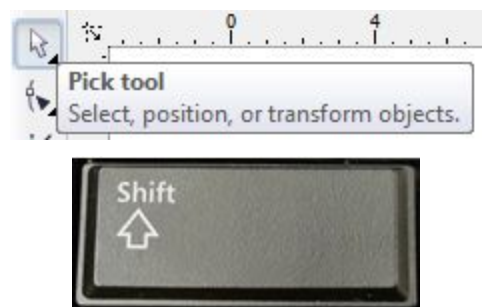 0 4
Pick tool
Select, position, or transform objects.
Shift